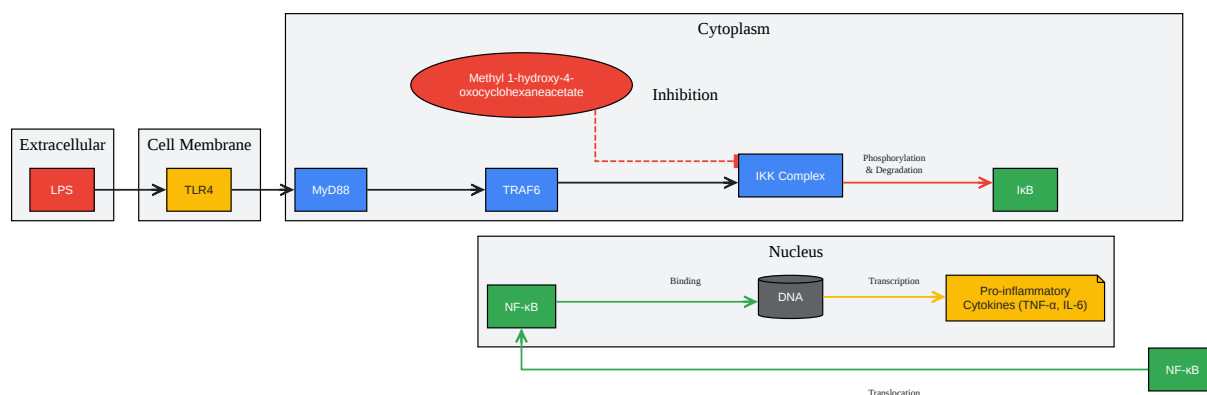 Cytoplasm
Methyl 1-hydroxy-4-
oxocyclohexaneacetate
Inhibition
Extracellular
Cell Membrane
LPS
TLR4
MyD88
TRAF6
IKK Complex
Phosphorylation
& Degradation
IκB
Nucleus
NF-κB
Binding
DNA
Transcription
Pro-inflammatory
Cytokines (TNF-α, IL-6)
NF-κB
Translocation